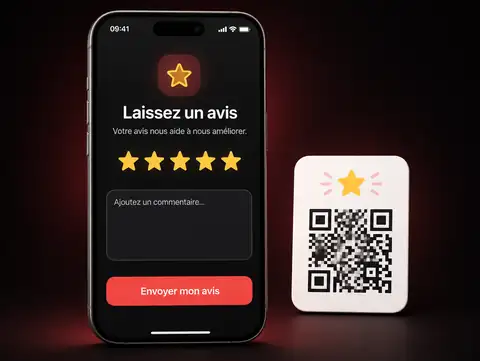 09:41
Laissez un avis
Votre avis nous aide à nous améliorer.
Ajoutez un commentaire...
Envoyer mon avis